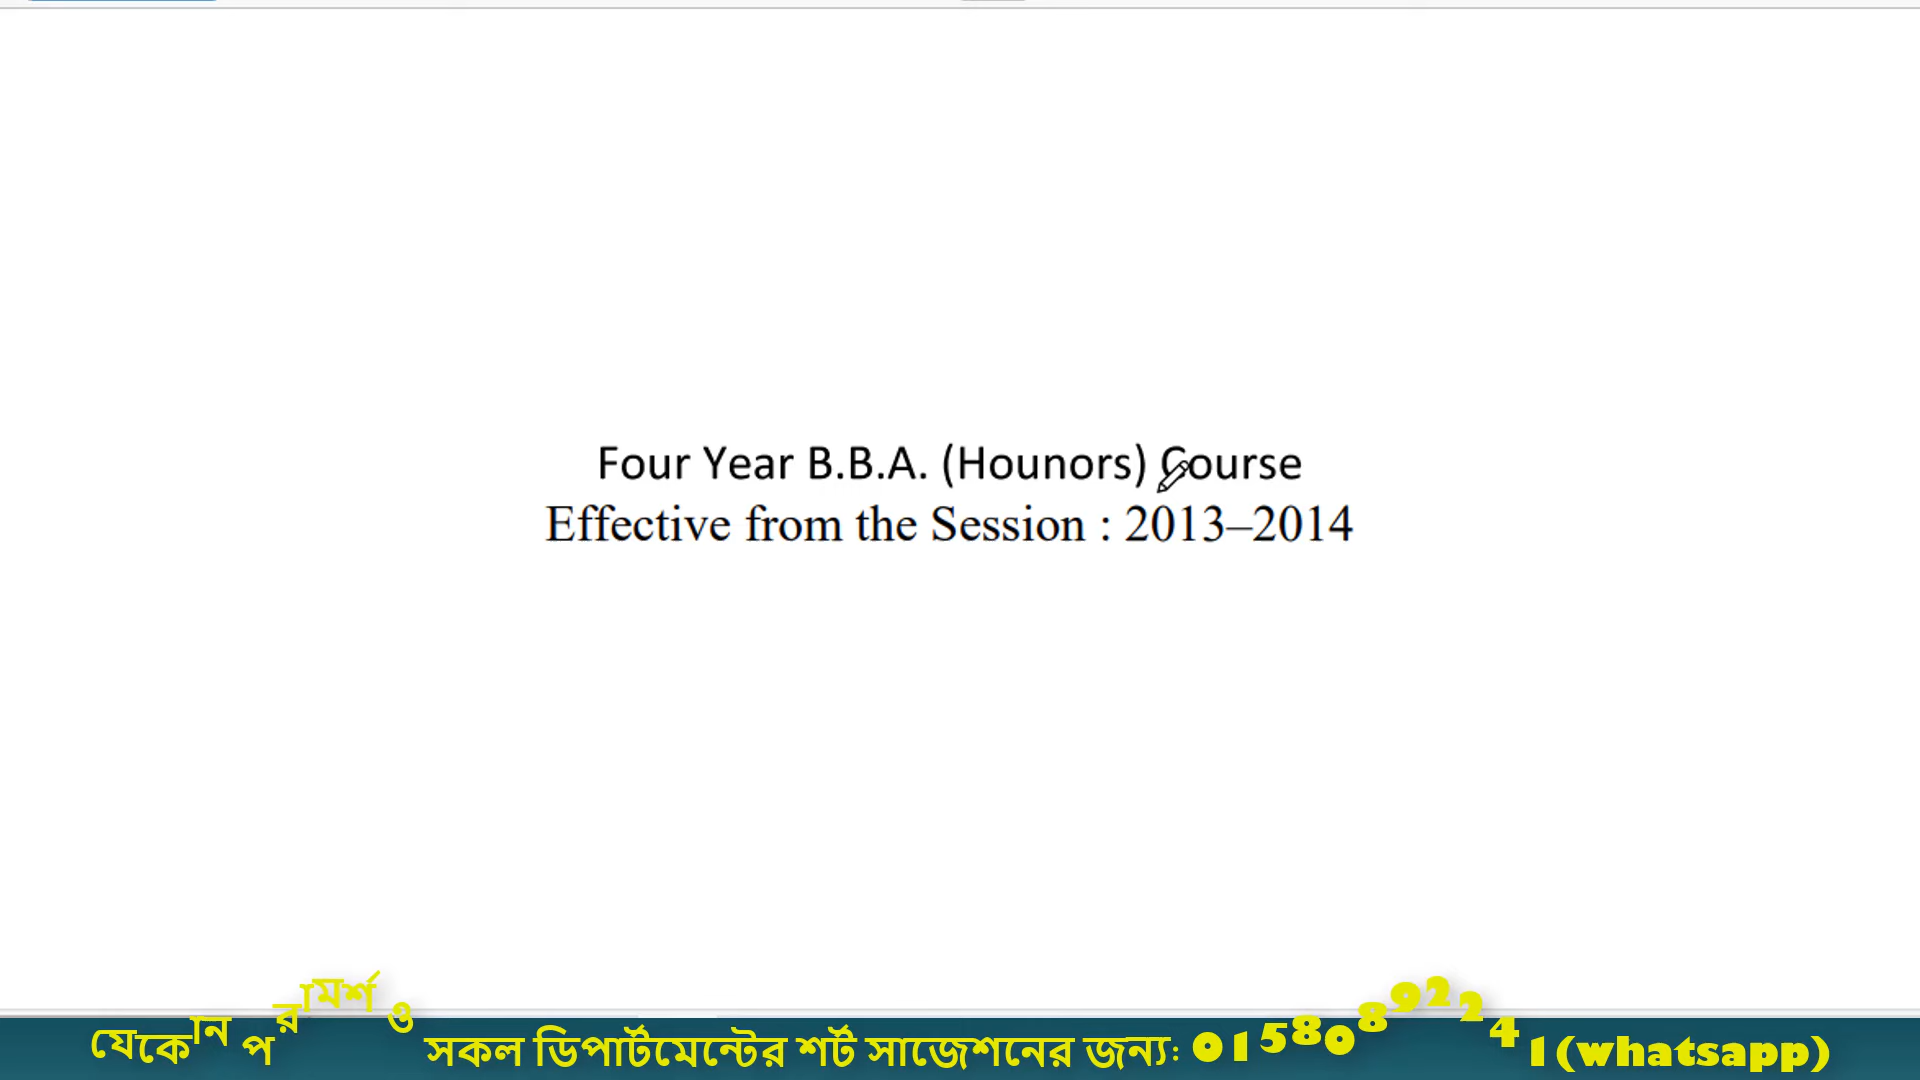 Four Year B.B.A. (Hounors) Course
Effective from the Session : 2013–2014
যেকোনি পরামর্শ ও সকল ডিপার্টমেন্টের শর্ট সাজেশনের জন্যঃ 01580892241(whatsapp)